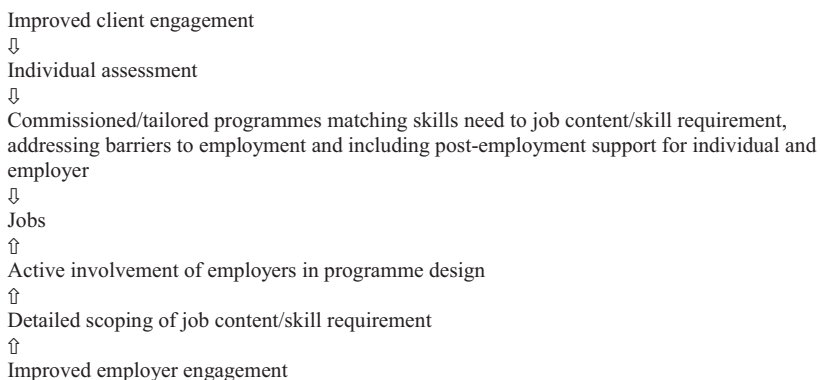 Improved client engagement
⇩
Individual assessment
⇩
Commissioned/tailored programmes matching skills need to job content/skill requirement,
addressing barriers to employment and including post-employment support for individual and
employer
⇩
Jobs
⇧
Active involvement of employers in programme design
⇧
Detailed scoping of job content/skill requirement
⇧
Improved employer engagement